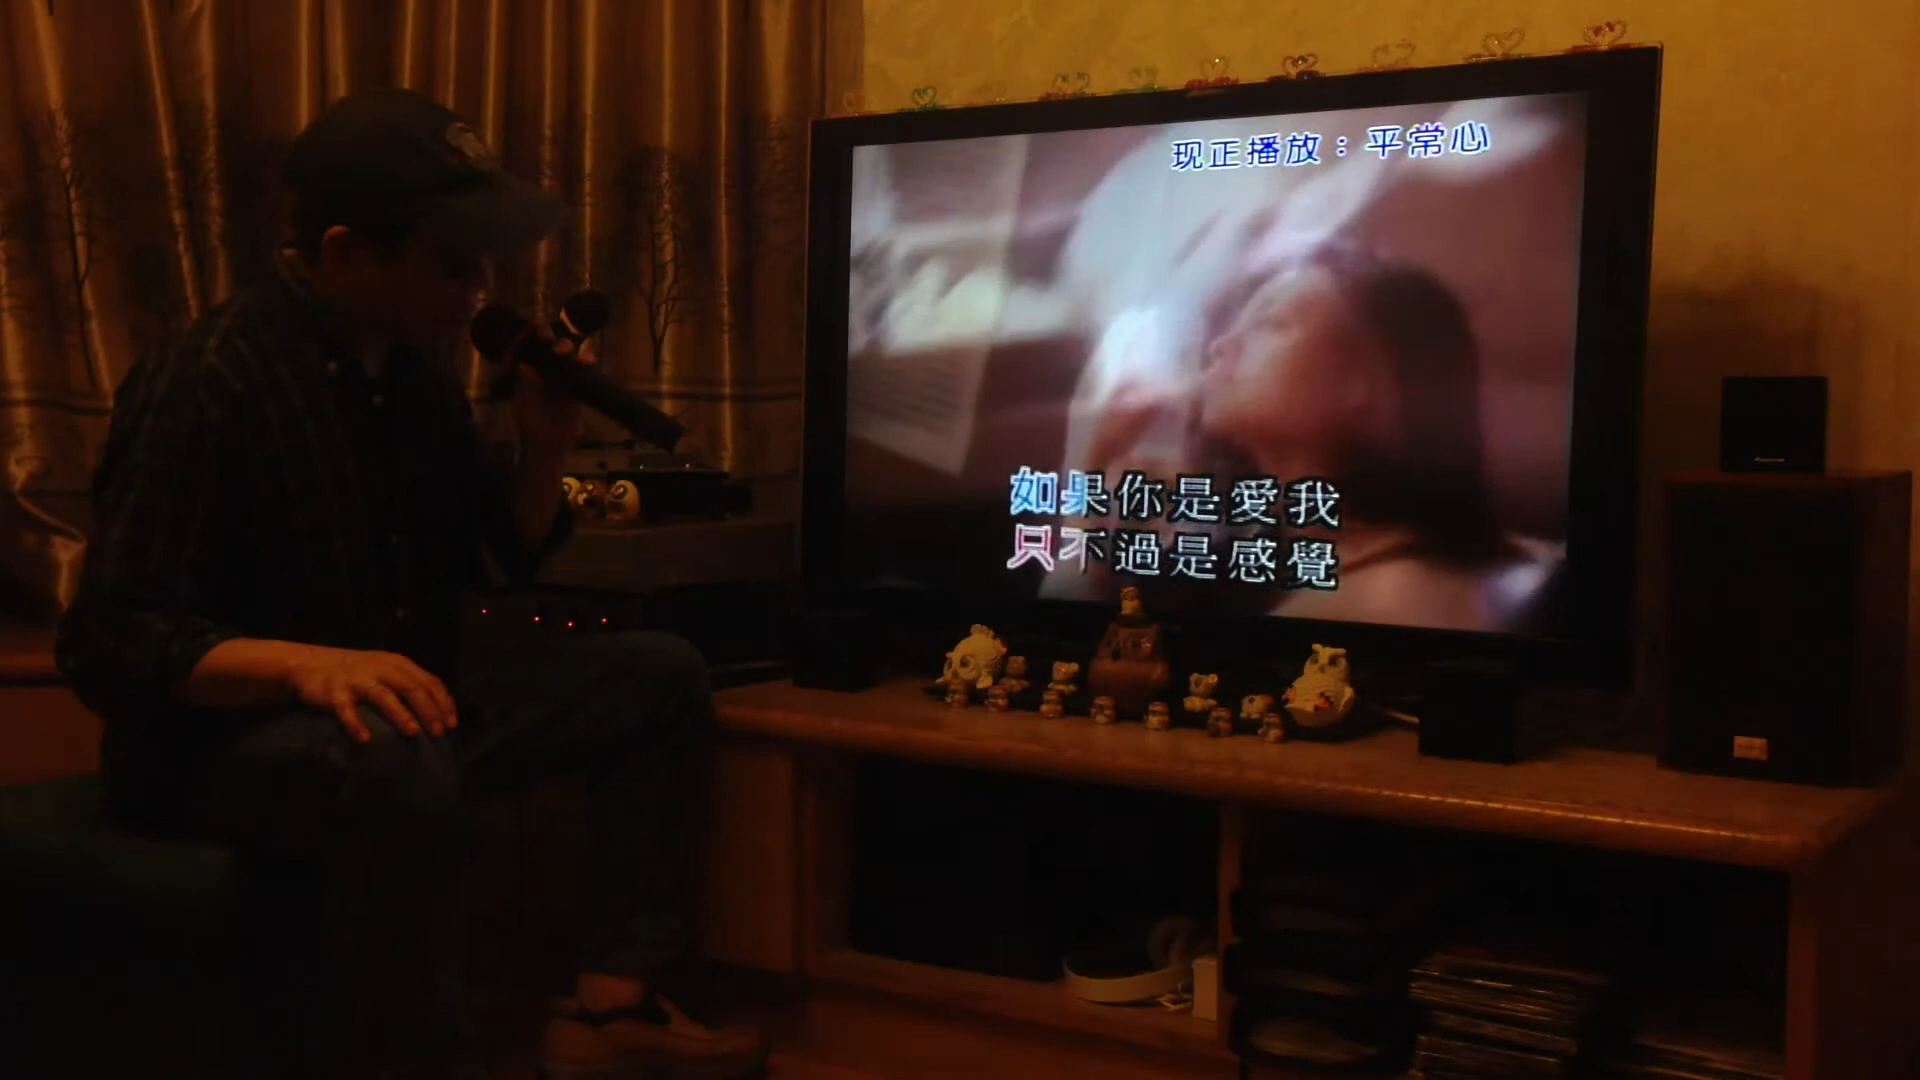 现正播放：平常心
如果你是愛我
只不過是感覺